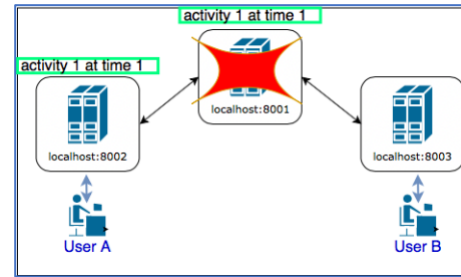 activity 1 at time 1
localhost:8001
activity 1 at time 1
localhost:8002
localhost:8003
User A
User B